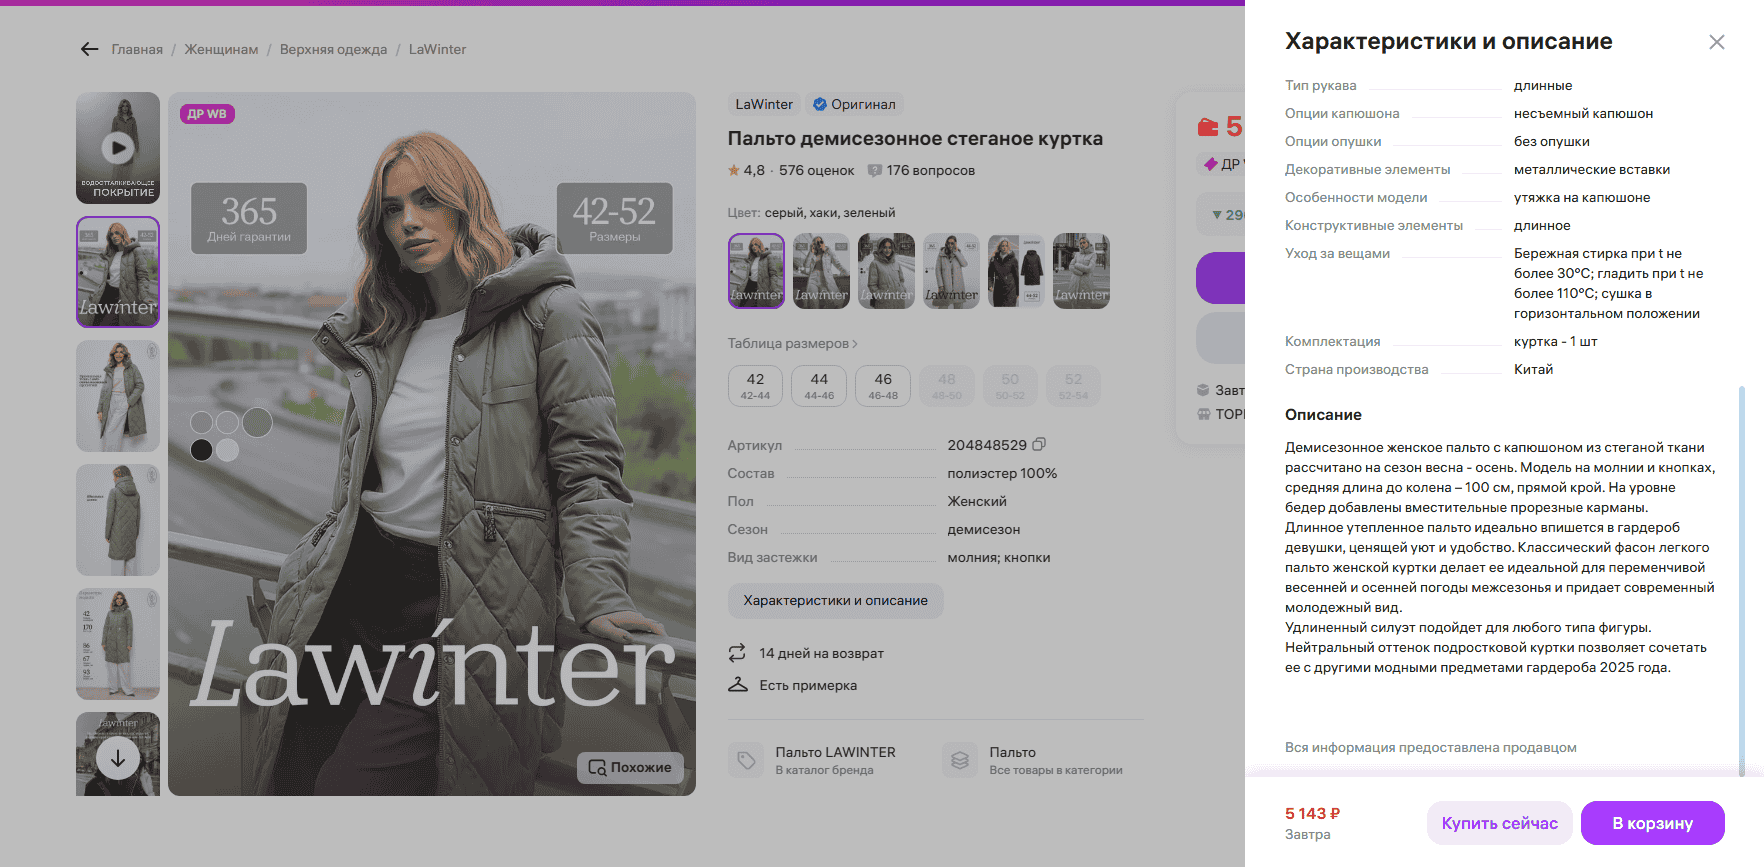 Главная / Женщинам / Верхняя одежда / LaWinter
ВОДООТТАЛКИВАЮЩЕЕ
ПОКРЫТИЕ
ДР WB
365
Дней гарантии
42-52
Размеры
Lawinter
Похожие
LaWinter
Оригинал
Пальто демисезонное стеганое куртка
4,8 · 576 оценок
176 вопросов
Цвет: серый, хаки, зеленый
Таблица размеров
42
42-44
44
44-46
46
46-48
48
48-50
50
50-52
52
52-54
Артикул
204848529
Состав
полиэстер 100%
Пол
Женский
Сезон
демисезон
Вид застежки
молния; кнопки
Характеристики и описание
14 дней на возврат
Есть примерка
Пальто LAWINTER
В каталог бренда
Пальто
Все товары в категории
5
ДР
290
Завт
Характеристики и описание
Тип рукава
длинные
Опции капюшона
несъемный капюшон
Опции опушки
без опушки
Декоративные элементы
металлические вставки
Особенности модели
утяжка на капюшоне
Конструктивные элементы
длинное
Уход за вещами
Бережная стирка при t не
более 30°C; гладить при t не
более 110°C; сушка в
горизонтальном положении
Комплектация
куртка - 1 шт
Страна производства
Китай
Описание
Демисезонное женское пальто с капюшоном из стеганой ткани
рассчитано на сезон весна - осень. Модель на молнии и кнопках,
средняя длина до колена – 100 см, прямой крой. На уровне
бедер добавлены вместительные прорезные карманы.
Длинное утепленное пальто идеально впишется в гардероб
девушки, ценящей уют и удобство. Классический фасон легкого
пальто женской куртки делает ее идеальной для переменчивой
весенней и осенней погоды межсезонья и придает современный
молодежный вид.
Удлиненный силуэт подойдет для любого типа фигуры.
Нейтральный оттенок подростковой куртки позволяет сочетать
ее с другими модными предметами гардероба 2025 года.
Вся информация предоставлена продавцом
5 143 ₽
Завтра
Купить сейчас
В корзину